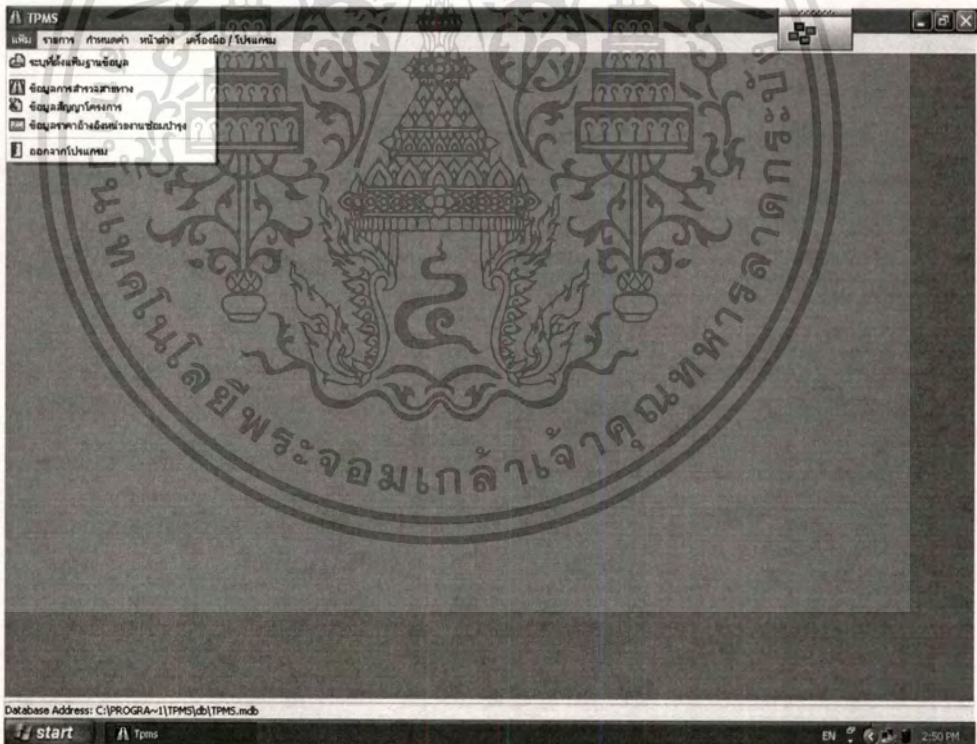 TPMS
แฟ้ม รายการ กำหนดค่า หน้าต่าง เครื่องมือ / โปรแกรม
ระบุที่ตั้งแฟ้มฐานข้อมูล
ข้อมูลการสำรวจสายทาง
ข้อมูลสัญญาโครงการ
ข้อมูลราคาอ้างอิงหน่วยงานซ่อมบำรุง
ออกจากโปรแกรม
นเทคโนโลยีพระจอมเกล้าเจ้าคุณทหารลาดกระบัง
Database Address: C:\PROGRA~1\TPMS\db\TPMS.mdb
start
Tpms
EN
2:50 PM